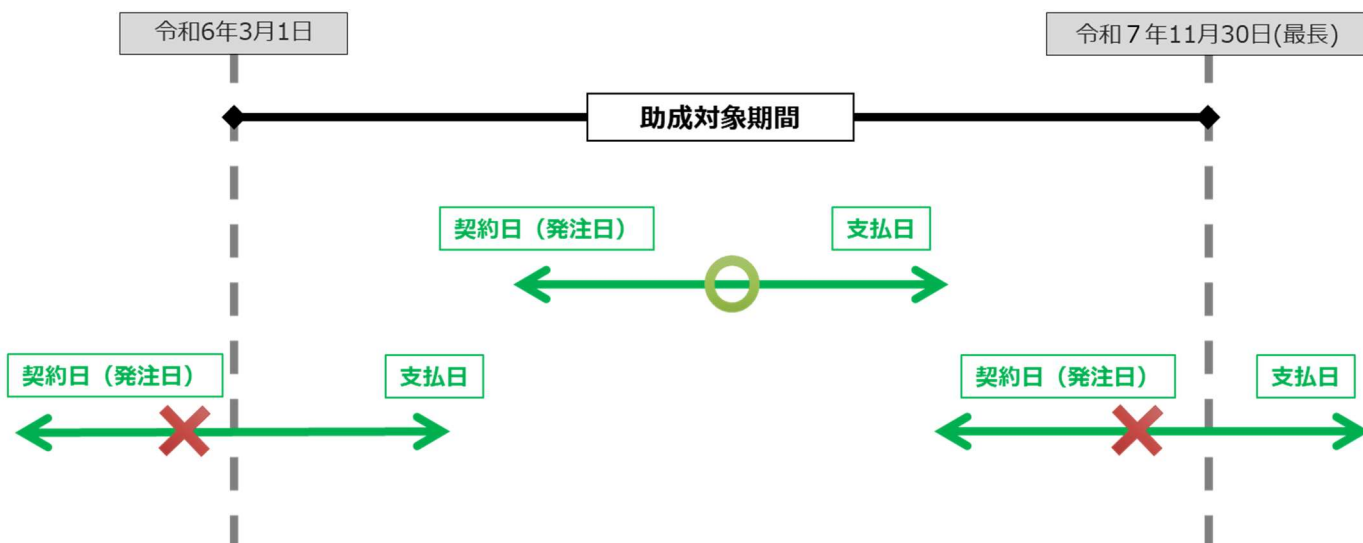 令和6年3月1日
令和７年11月30日(最長)
助成対象期間
契約日（発注日）
支払日
契約日（発注日）
支払日
契約日（発注日）
支払日